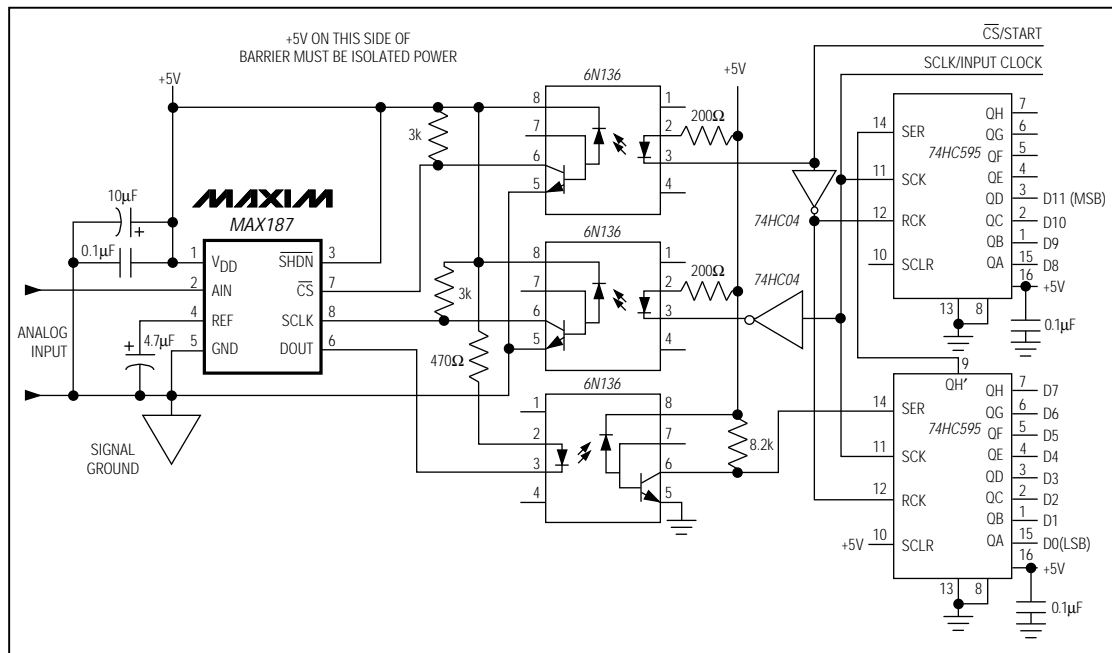 +5V ON THIS SIDE OF
BARRIER MUST BE ISOLATED POWER
CS/START
SCLK/INPUT CLOCK
+5V
3k
8
7
6
5
6N136
1
2
3
4
200Ω
+5V
10µF
+
0.1µF
MAXIM
MAX187
1 VDD
2 AIN
4 REF
5 GND
SHDN 3
CS 7
SCLK 8
DOUT 6
ANALOG
INPUT
+
4.7µF
SIGNAL
GROUND
3k
470Ω
8
7
6
5
6N136
1
2
3
4
200Ω
74HC04
74HC04
1
2
3
4
6N136
8
7
6
5
8.2k
74HC595
14 SER
11 SCK
12 RCK
10 SCLR
QH 7
QG 6
QF 5
QE 4
QD 3 D11 (MSB)
QC 2 D10
QB 1 D9
QA 15 D8
16 +5V
13
8
0.1µF
9
QH′
74HC595
14 SER
11 SCK
12 RCK
+5V 10 SCLR
QH 7 D7
QG 6 D6
QF 5 D5
QE 4 D4
QD 3 D3
QC 2 D2
QB 1 D1
QA 15 D0(LSB)
16 +5V
13
8
0.1µF